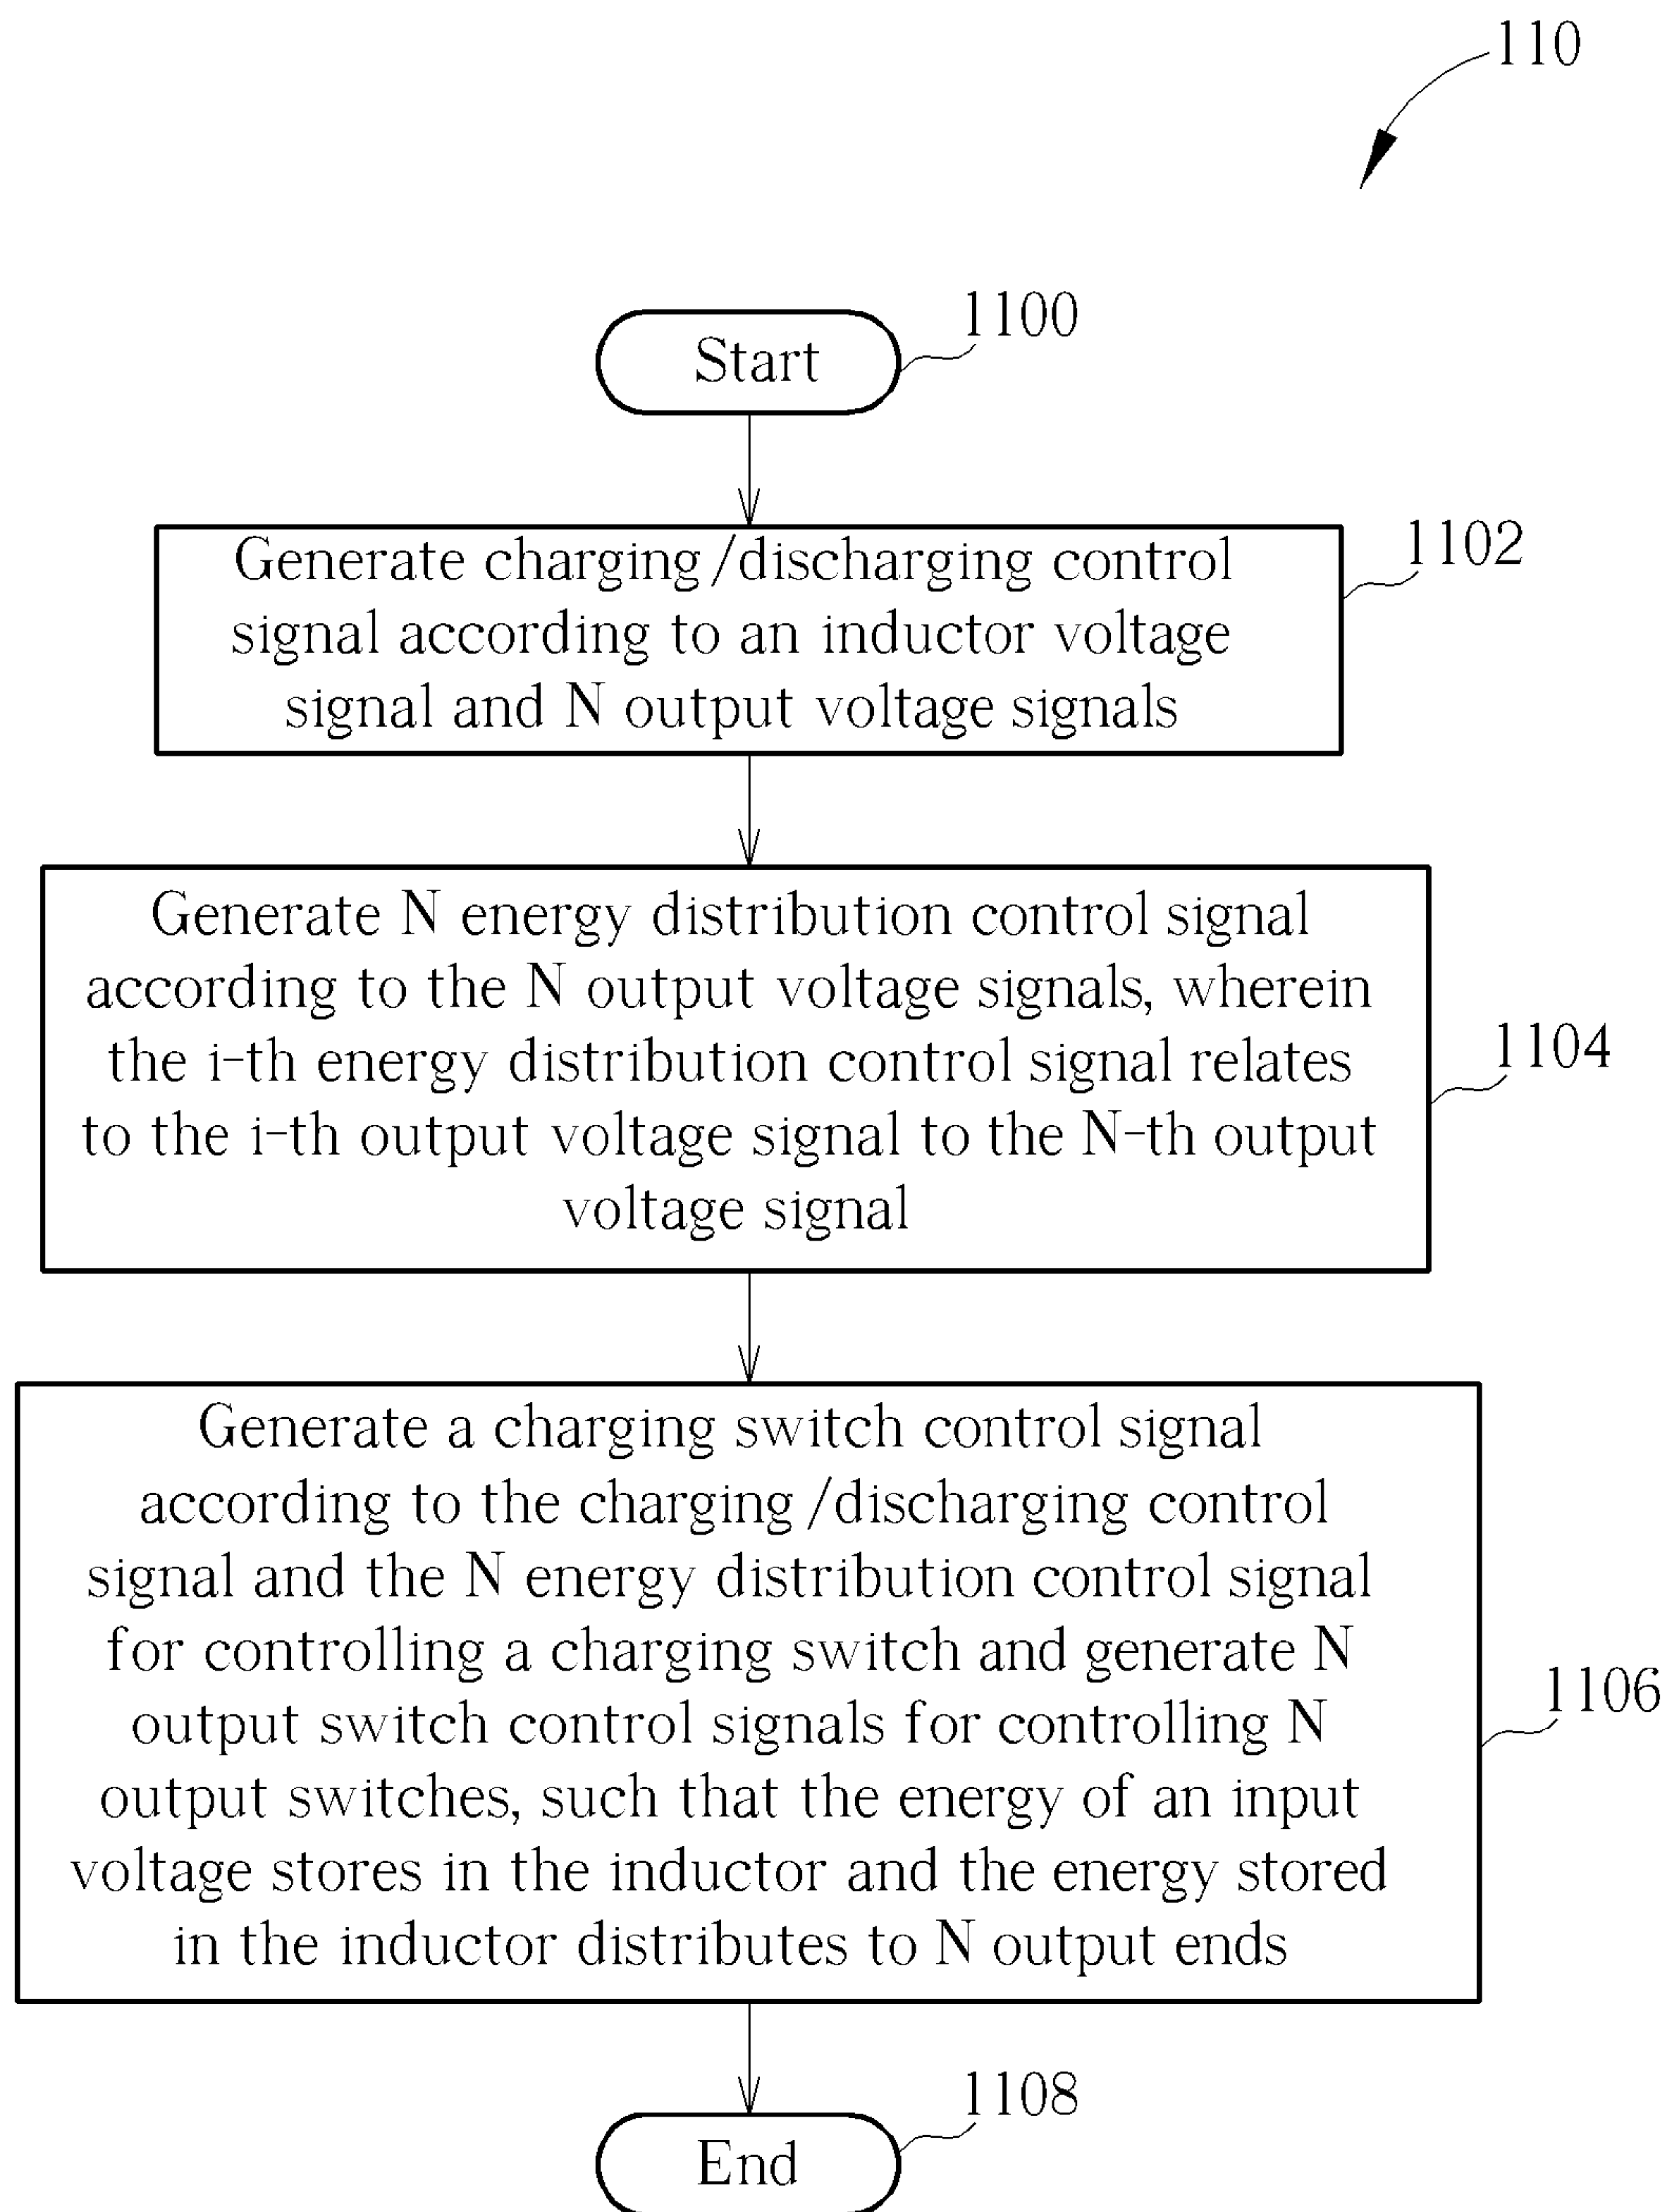 110
1100
Start
1102
Generate charging/discharging control
signal according to an inductor voltage
signal and N output voltage signals
Generate N energy distribution control signal
according to the N output voltage signals, wherein
the i-th energy distribution control signal relates
to the i-th output voltage signal to the N-th output
voltage signal
1104
Generate a charging switch control signal
according to the charging/discharging control
signal and the N energy distribution control signal
for controlling a charging switch and generate N
output switch control signals for controlling N
output switches, such that the energy of an input
voltage stores in the inductor and the energy stored
in the inductor distributes to N output ends
1106
1108
End